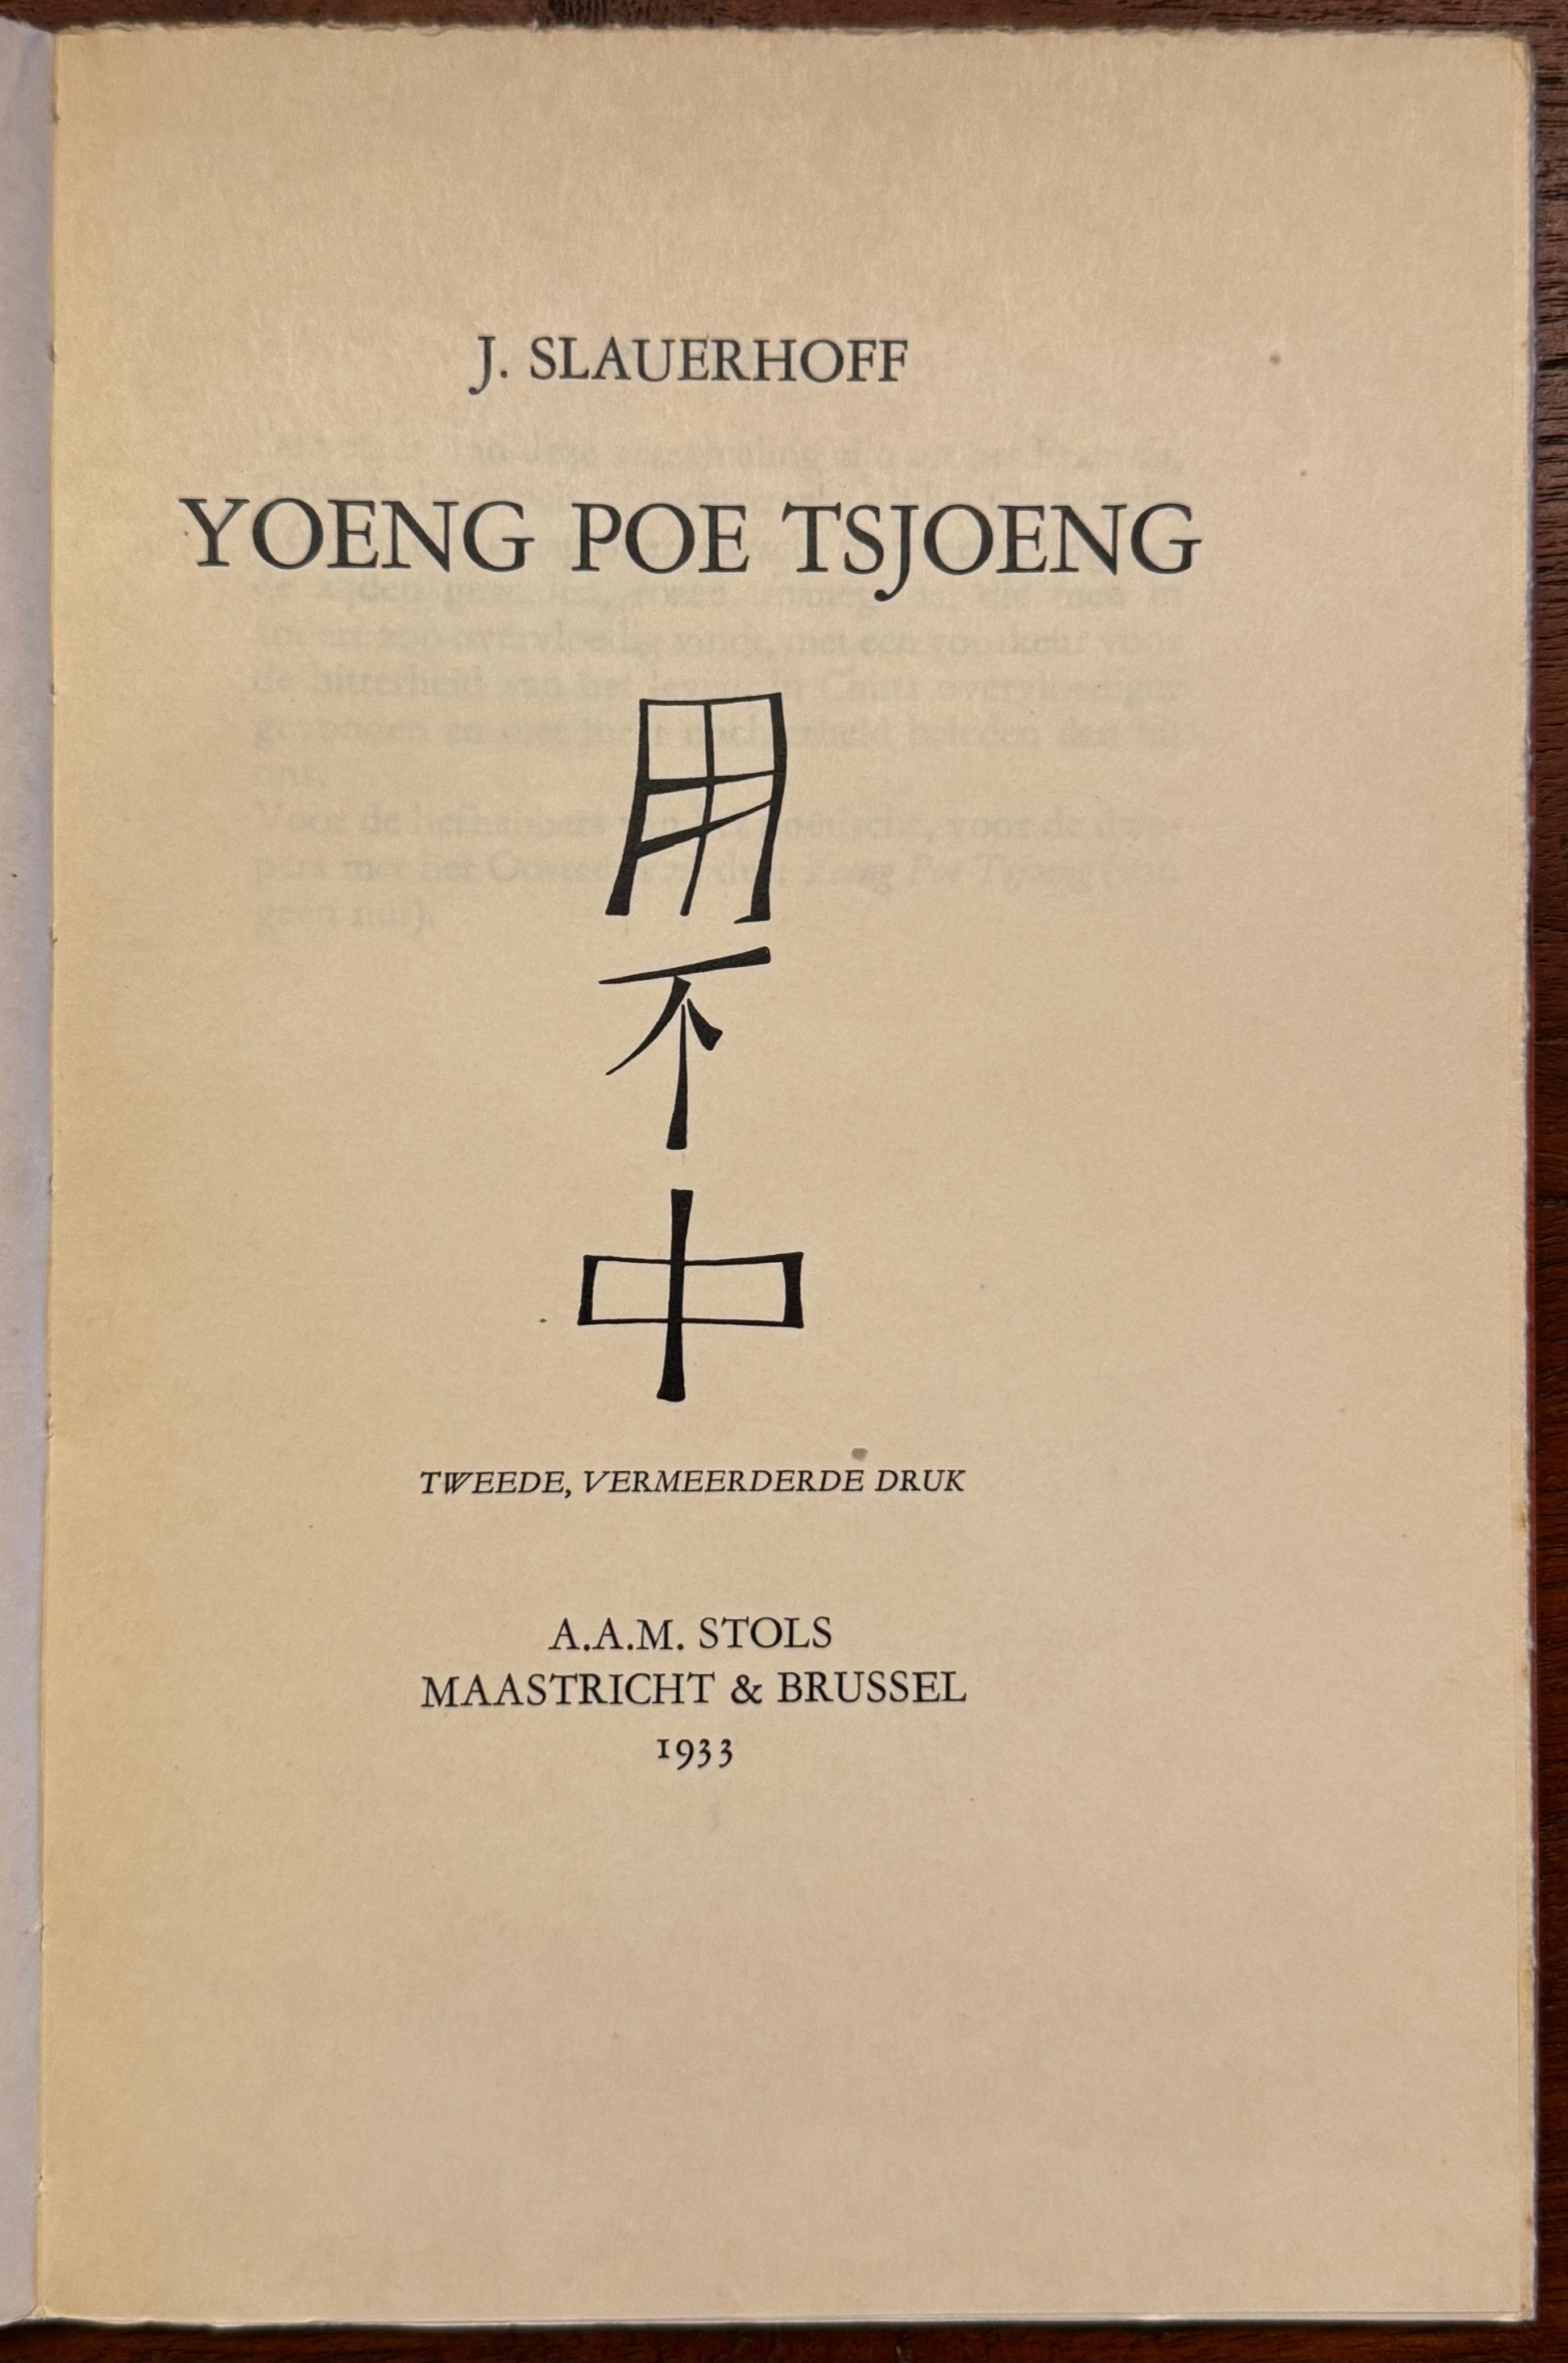 J. SLAUERHOFF
YOENG POE TSJOENG
用
不
中
TWEEDE, VERMEERDERDE DRUK
A.A.M. STOLS
MAASTRICHT & BRUSSEL
1933